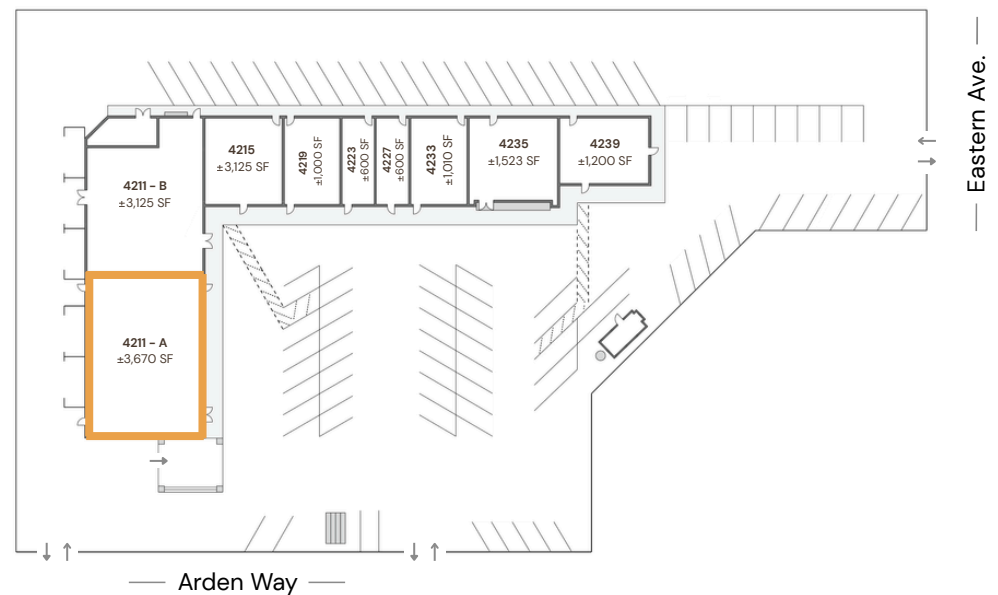 4215
±3,125 SF
4219
±1,000 SF
4223
±600 SF
4227
±600 SF
4233
±1,010 SF
4235
±1,523 SF
4239
±1,200 SF
4211 – B
±3,125 SF
4211 – A
±3,670 SF
Eastern Ave.
Arden Way